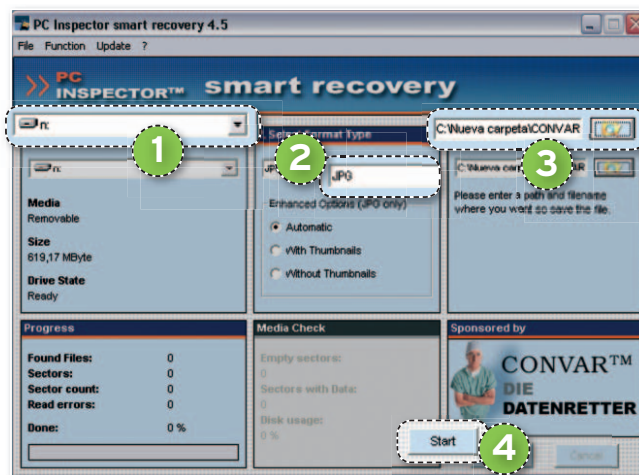 PC Inspector smart recovery 4.5
File Function Update ?
>> PC INSPECTOR™ smart recovery
n:
1
n:
Media
Removable
Size
619,17 MByte
Drive State
Ready
Select Format Type
2
JPG
Enhanced Options (JPG only)
Automatic
With Thumbnails
Without Thumbnails
C:\Nueva carpeta\CONVAR
3
C:\Nueva carpeta\CONVAR
Please enter a path and filename
where you want so save the file.
Progress
Found Files: 0
Sectors: 0
Sector count: 0
Read errors: 0
Done: 0 %
Media Check
Empty sectors:
0
Sectors with Data:
0
Disk usage:
0 %
Sponsored by
CONVAR™
DIE
DATENRETTER
Start
4
Cancel